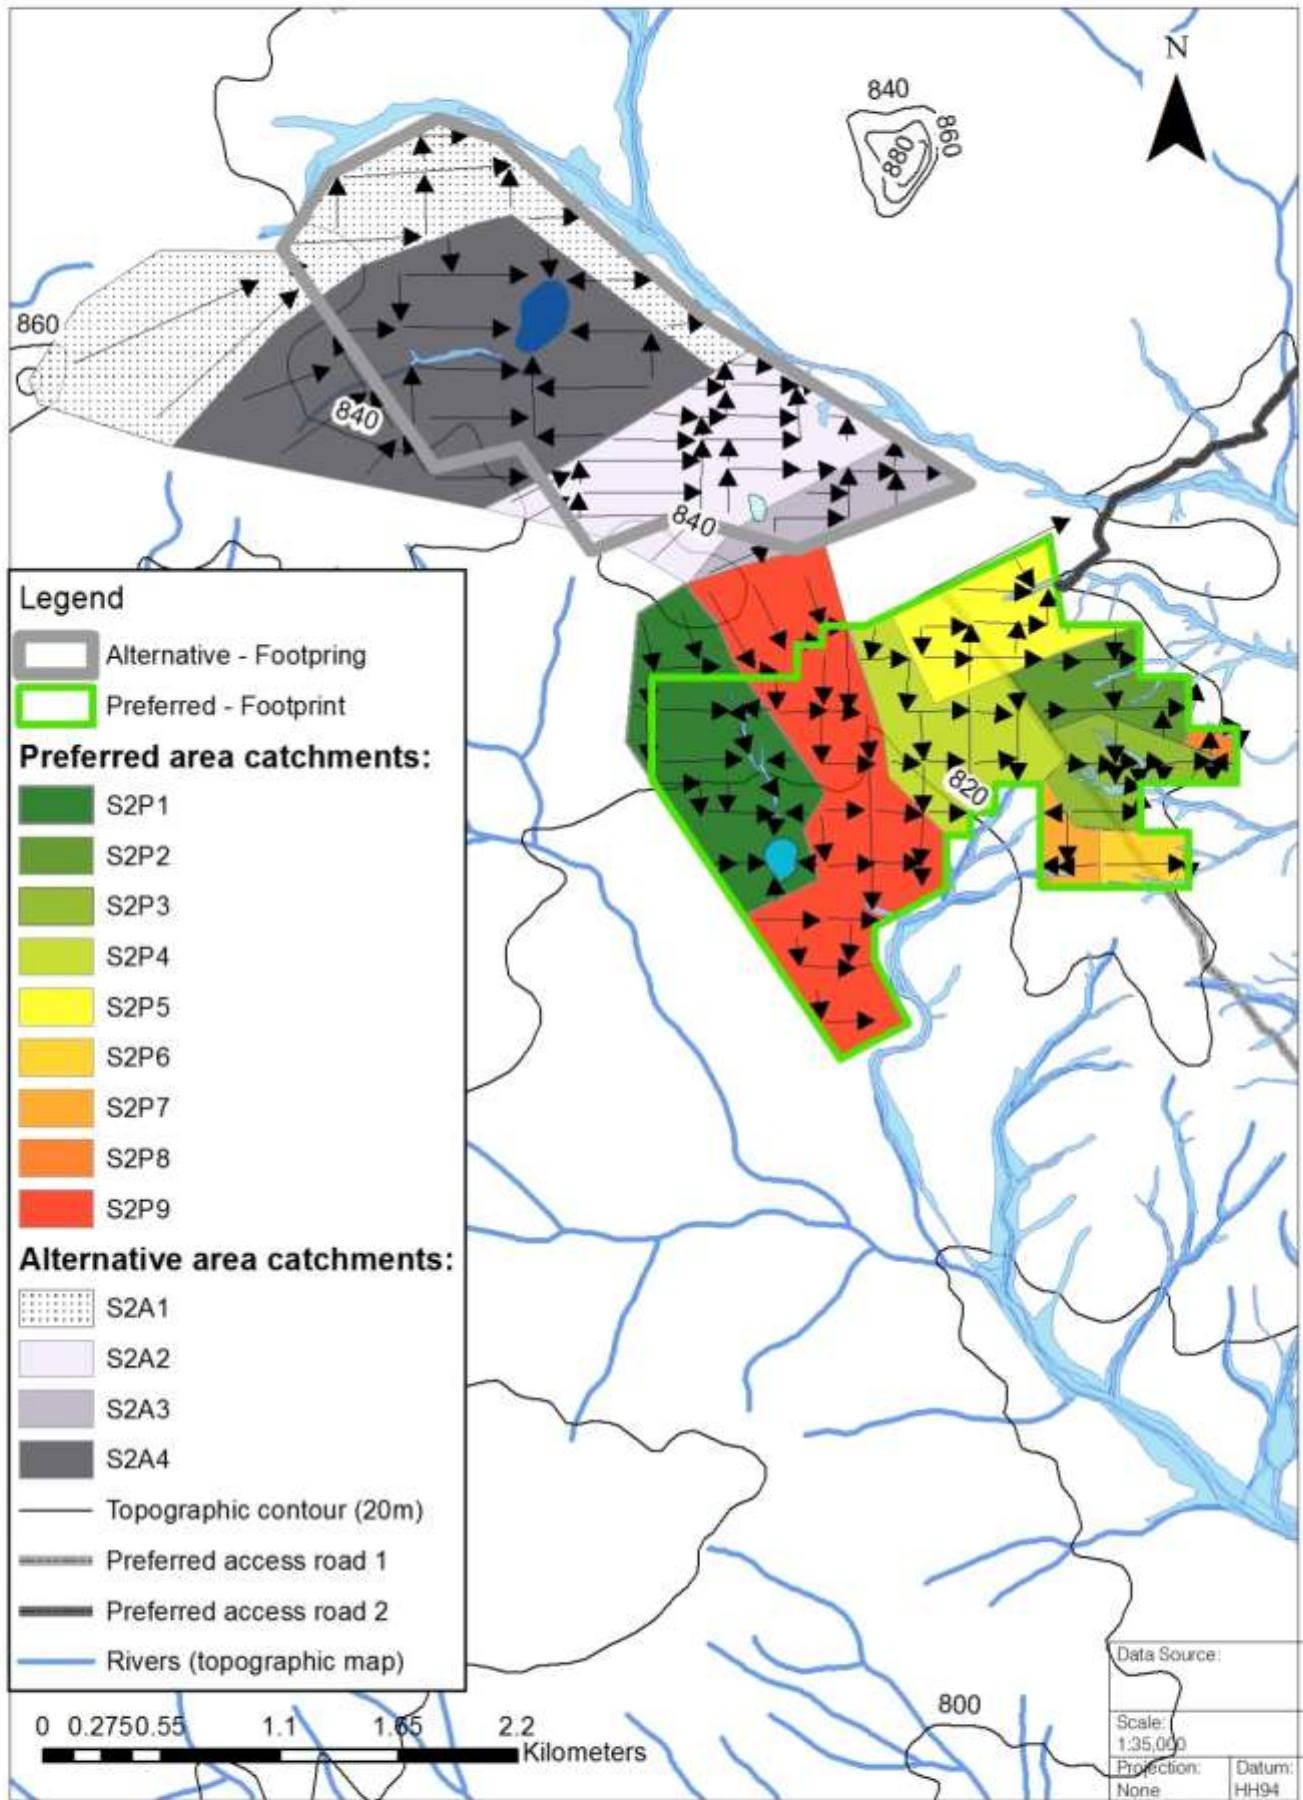 N
840
860
880
860
840
840
820
Legend
Alternative - Footpring
Preferred - Footprint
Preferred area catchments:
S2P1
S2P2
S2P3
S2P4
S2P5
S2P6
S2P7
S2P8
S2P9
Alternative area catchments:
S2A1
S2A2
S2A3
S2A4
Topographic contour (20m)
Preferred access road 1
Preferred access road 2
Rivers (topographic map)
0 0.275 0.55 1.1 1.65 2.2
Kilometers
800
Data Source:
Scale:
1:35,000
Projection:
None
Datum:
HH94